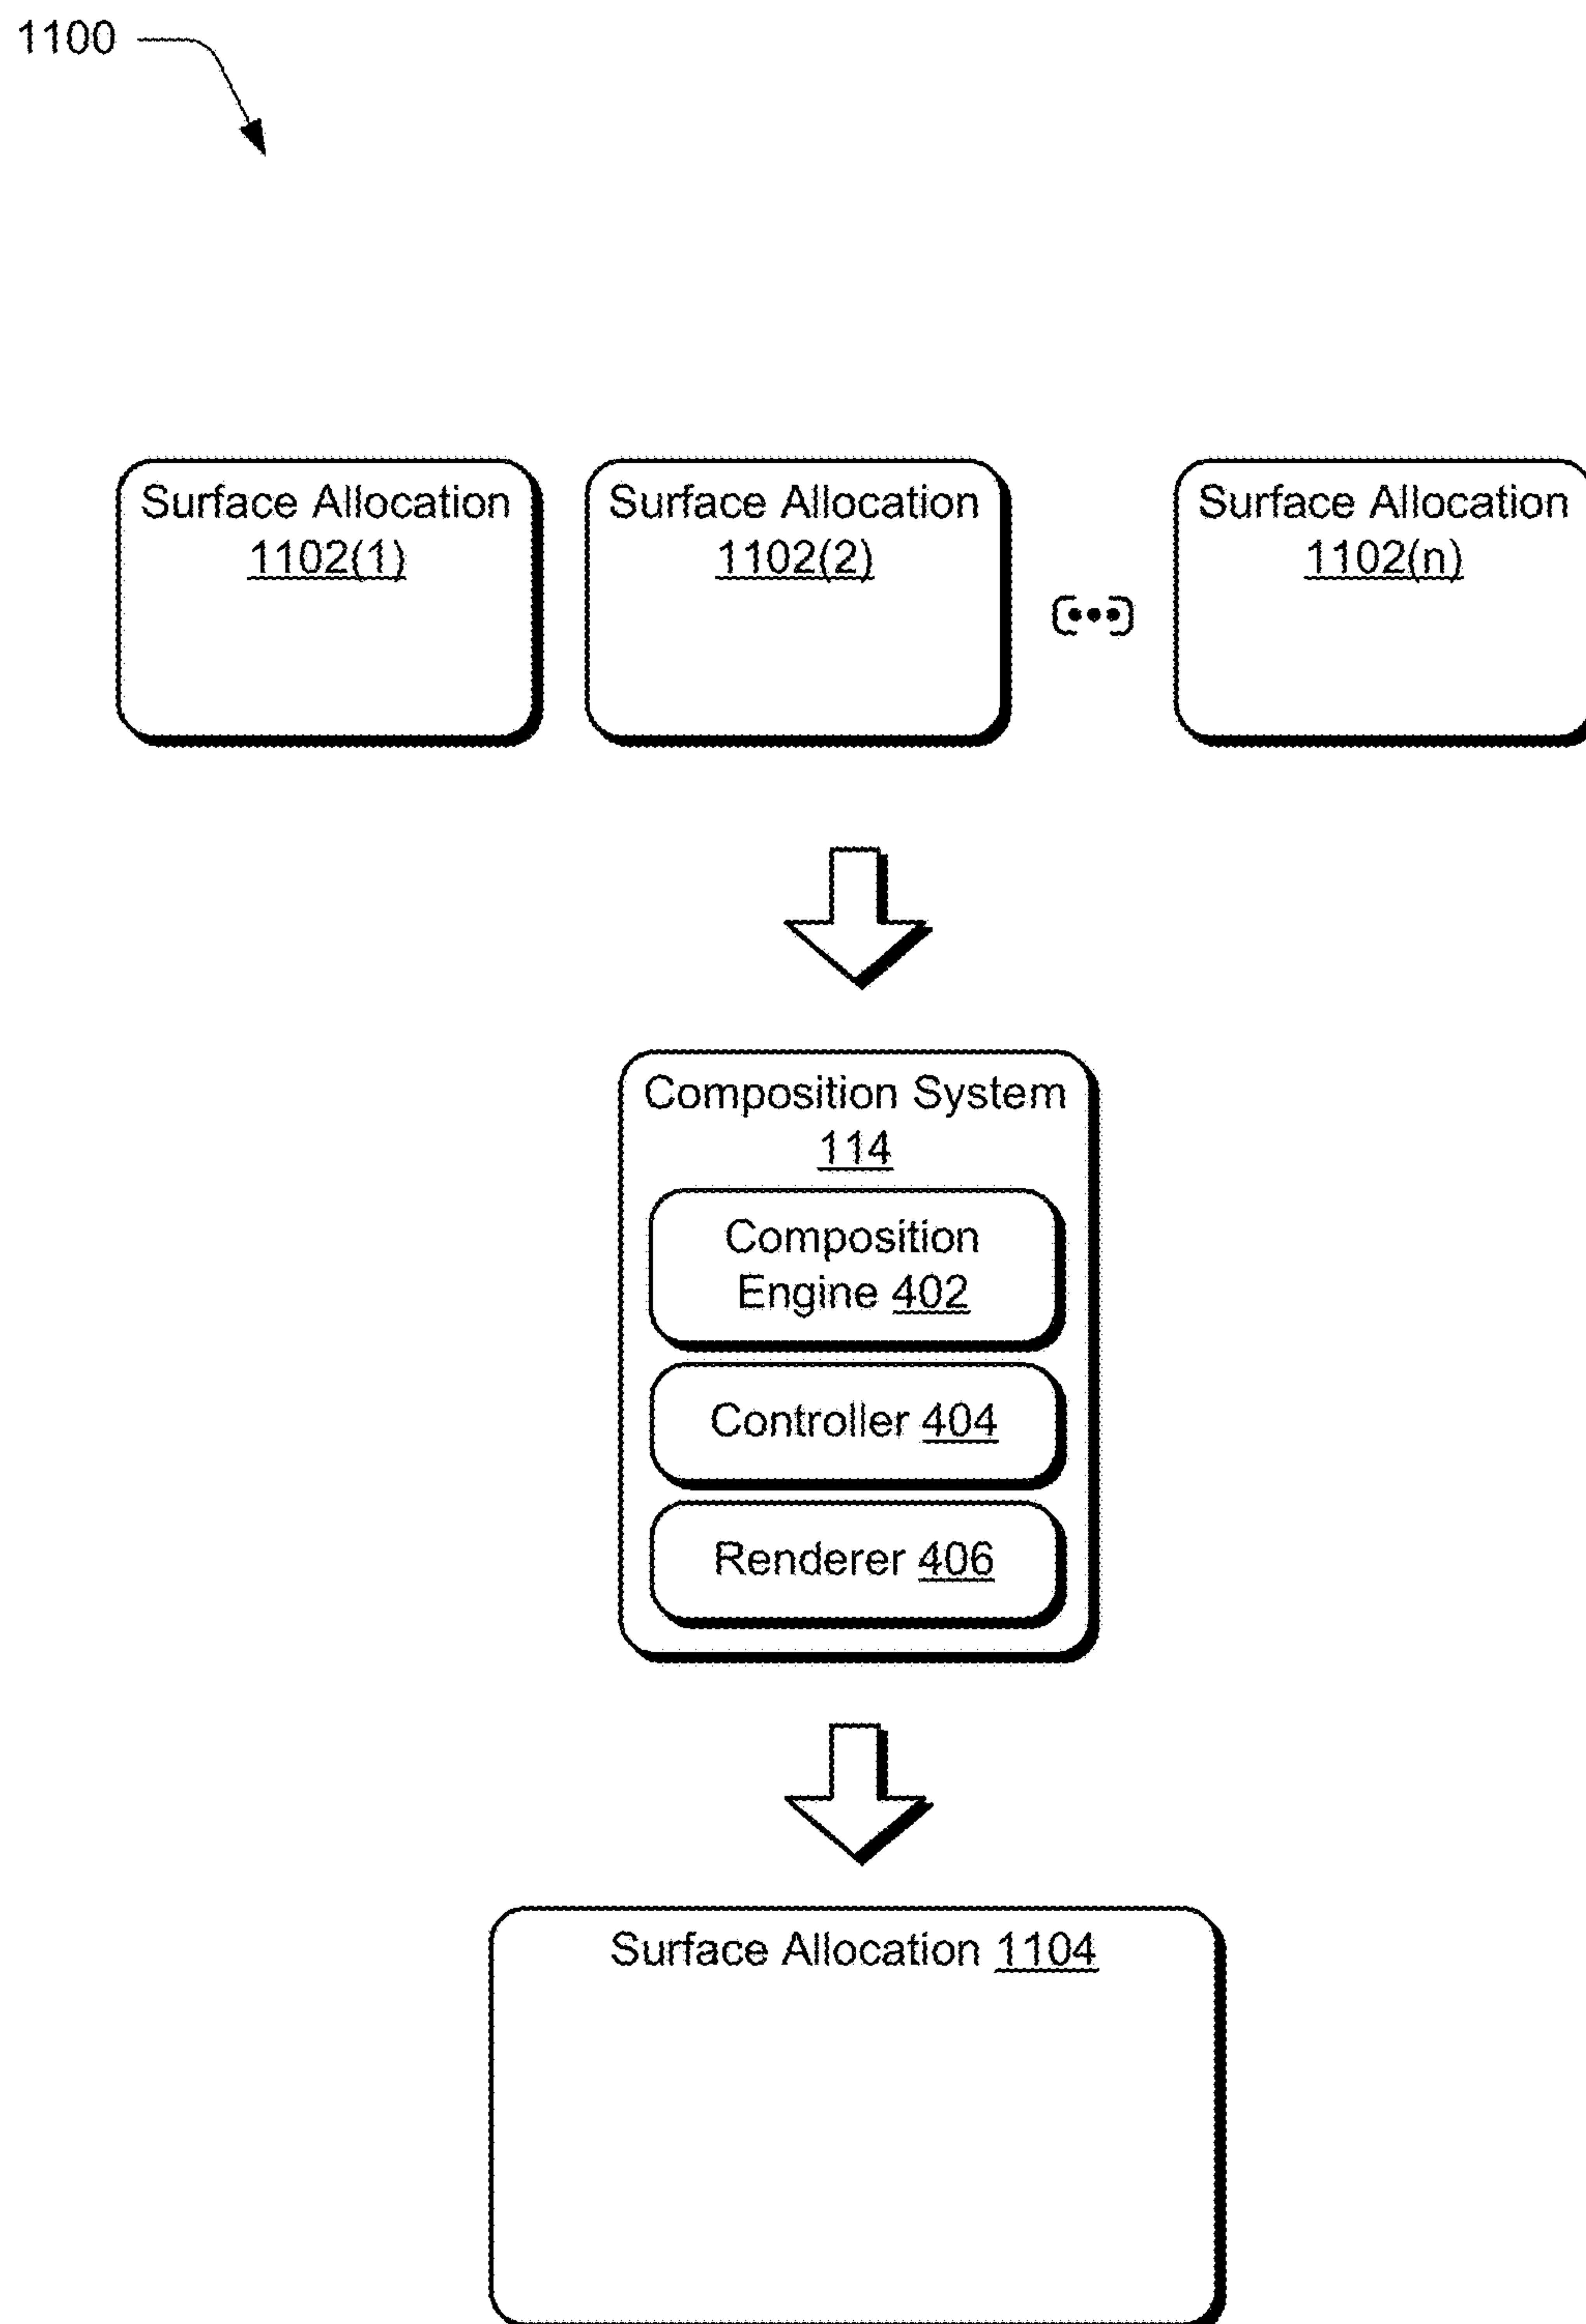 1100
Surface Allocation
1102(1)
Surface Allocation
1102(2)
Surface Allocation
1102(n)
Composition System
114
Composition
Engine 402
Controller 404
Renderer 406
Surface Allocation 1104